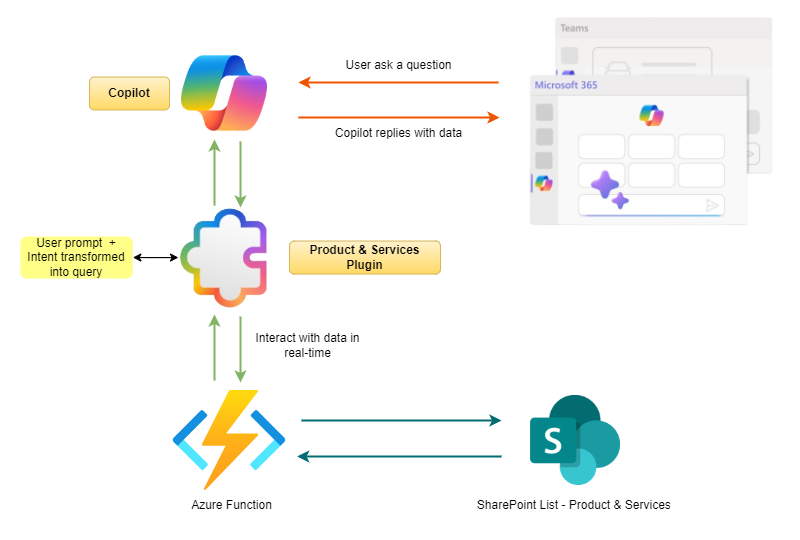 Teams
User ask a question
Microsoft 365
Copilot
Copilot replies with data
User prompt +
Intent transformed
into query
Product & Services
Plugin
Interact with data in
real-time
S
Azure Function
SharePoint List - Product & Services